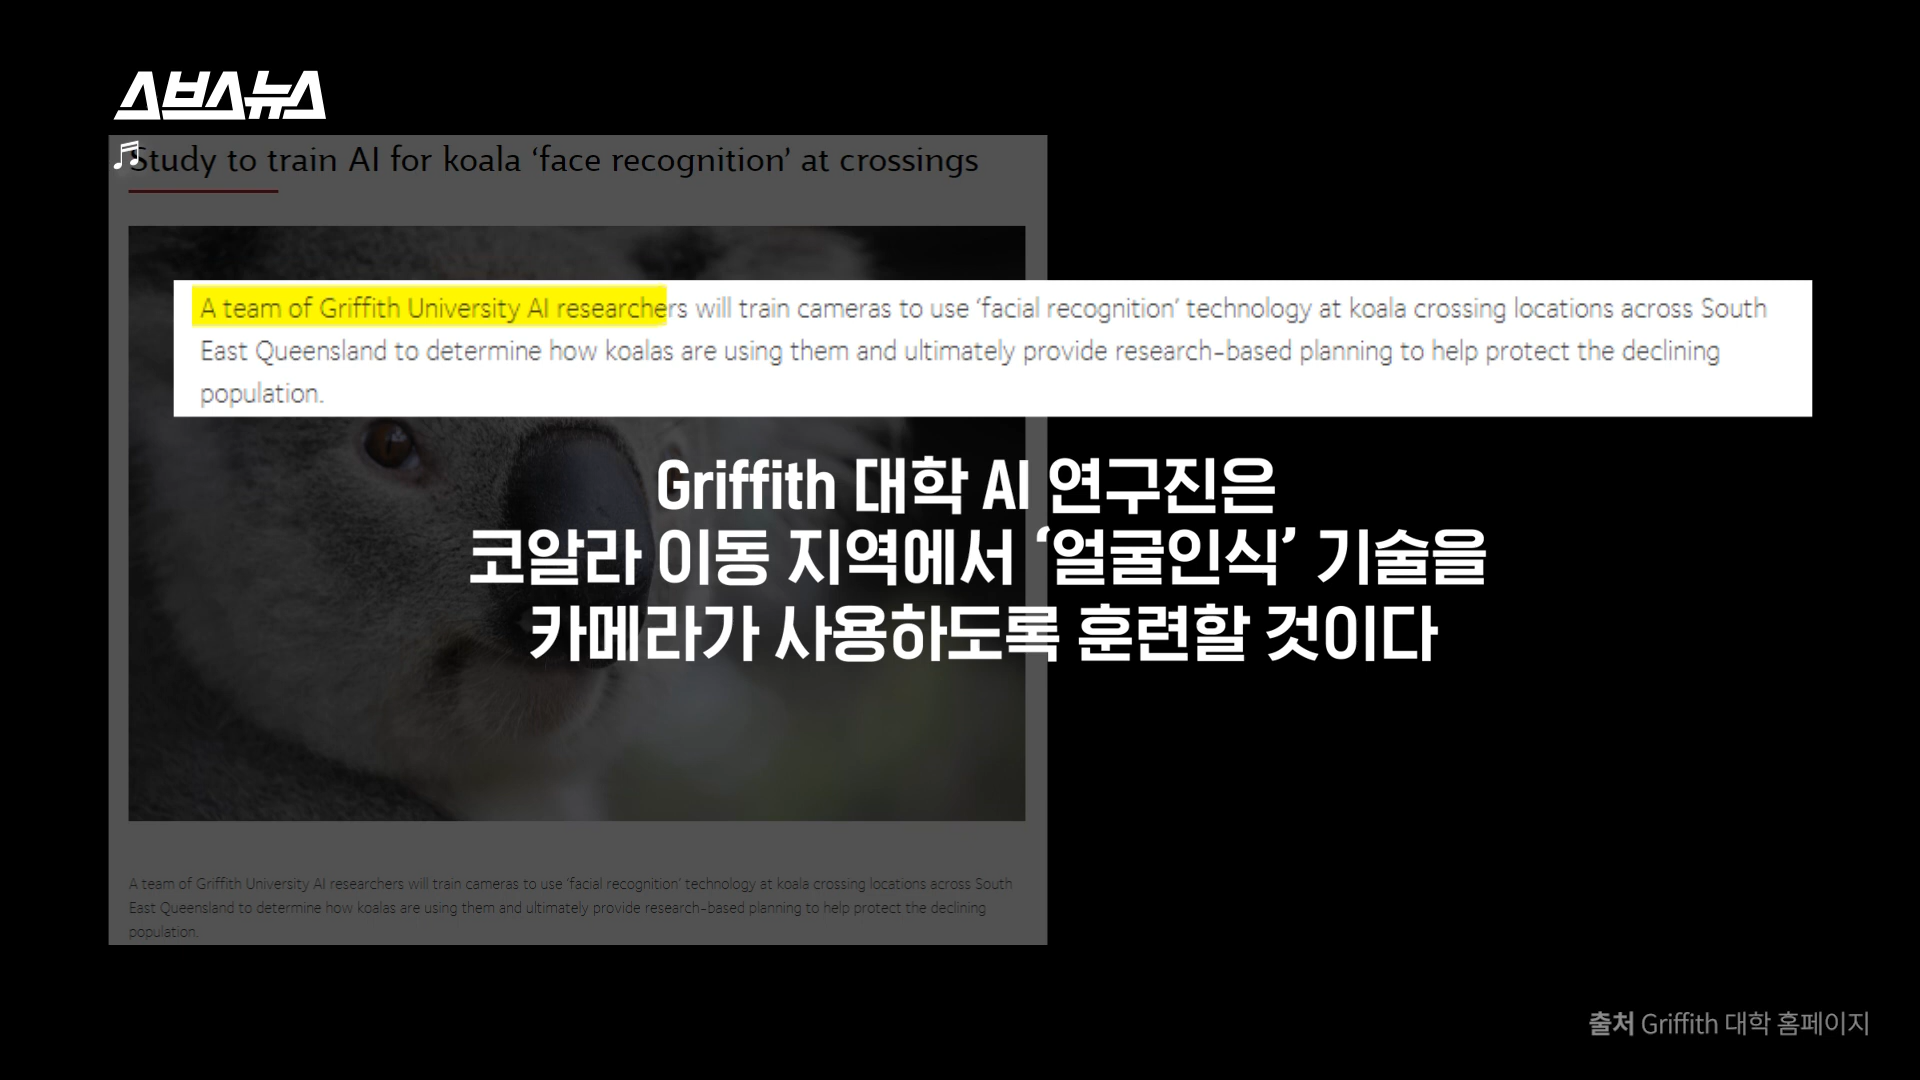 스브스뉴스
Study to train AI for koala ‘face recognition’ at crossings
A team of Griffith University AI researchers will train cameras to use ‘facial recognition’ technology at koala crossing locations across South
East Queensland to determine how koalas are using them and ultimately provide research-based planning to help protect the declining
population.
Griffith 대학 AI 연구진은
코알라 이동 지역에서 ‘얼굴인식’ 기술을
카메라가 사용하도록 훈련할 것이다
A team of Griffith University AI researchers will train cameras to use ‘facial recognition’ technology at koala crossing locations across South
East Queensland to determine how koalas are using them and ultimately provide research-based planning to help protect the declining
population.
출처 Griffith 대학 홈페이지